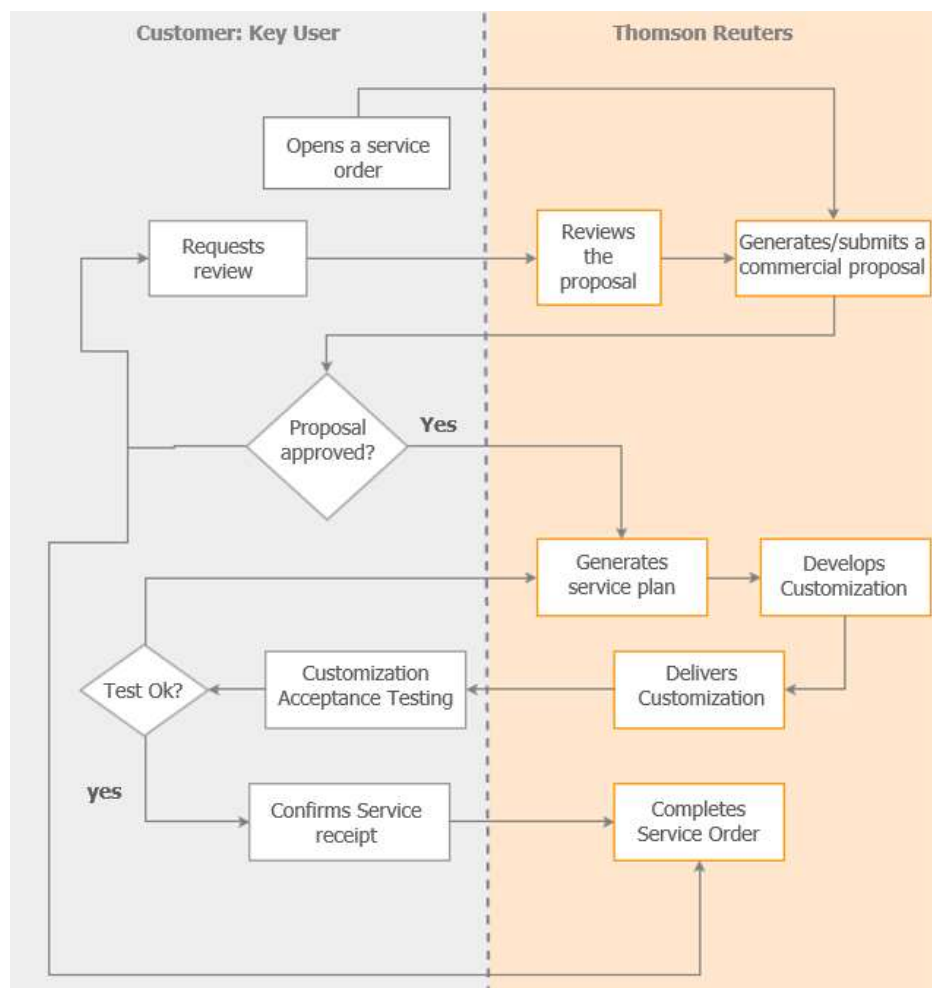 Customer: Key User
Thomson Reuters
Opens a service
order
Requests
review
Reviews
the
proposal
Generates/submits a
commercial proposal
Proposal
approved?
Yes
Generates
service plan
Develops
Customization
Test Ok?
Customization
Acceptance Testing
Delivers
Customization
yes
Confirms Service
receipt
Completes
Service Order